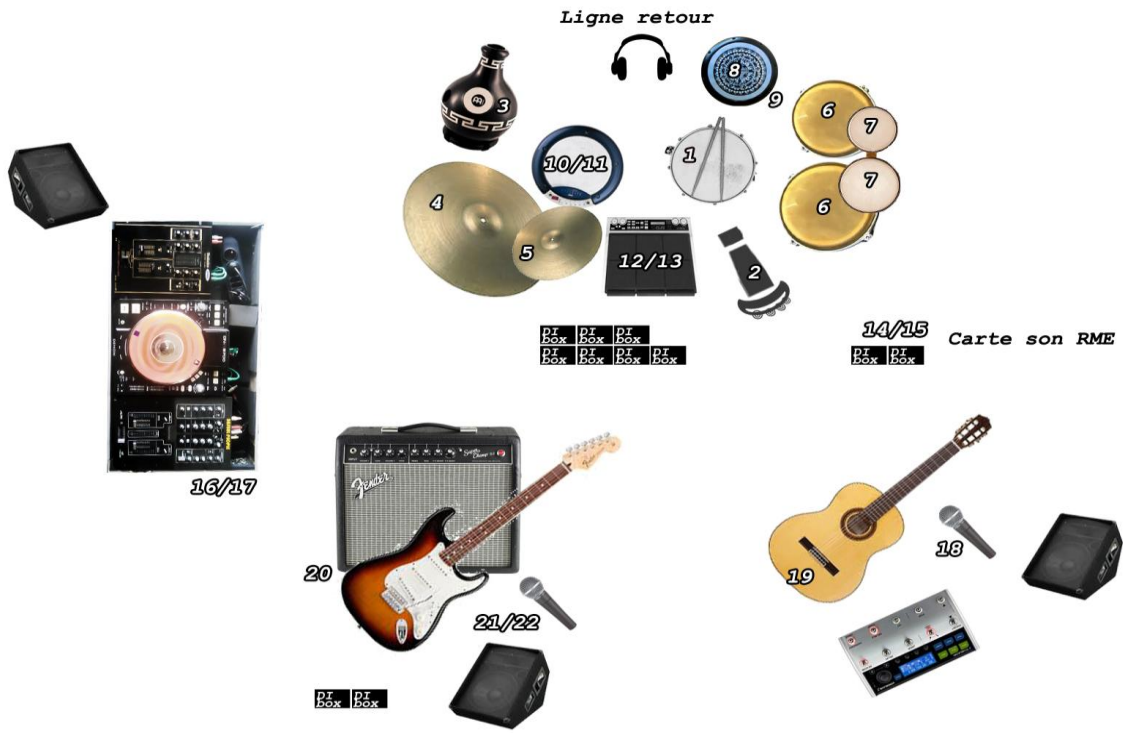 Ligne retour
8
9
6
7
3
10/11
1
7
4
6
5
12/13
2
DI box DI box DI box
DI box DI box DI box DI box
14/15
Carte son RME
DI box DI box
16/17
Fender
20
18
19
21/22
DI box DI box